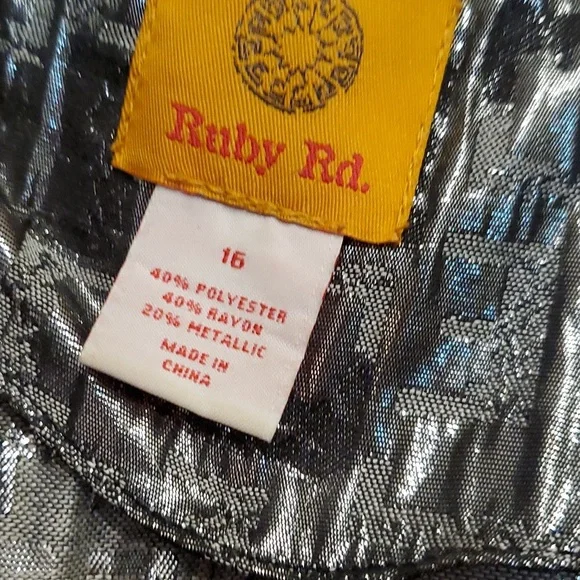 Ruby Rd.
16
40% POLYESTER
40% RAYON
20% METALLIC
MADE IN
CHINA